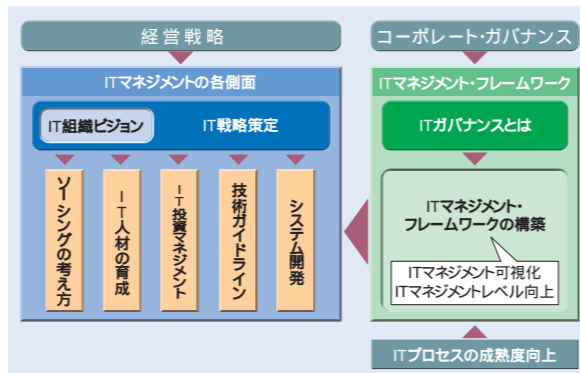 経営戦略
ITマネジメントの各側面
IT組織ビジョン
IT戦略策定
ソーシングの考え方
IT人材の育成
IT投資マネジメント
技術ガイドライン
システム開発
コーポレート・ガバナンス
ITマネジメント・フレームワーク
ITガバナンスとは
ITマネジメント・
フレームワークの構築
ITマネジメント可視化
ITマネジメントレベル向上
ITプロセスの成熟度向上